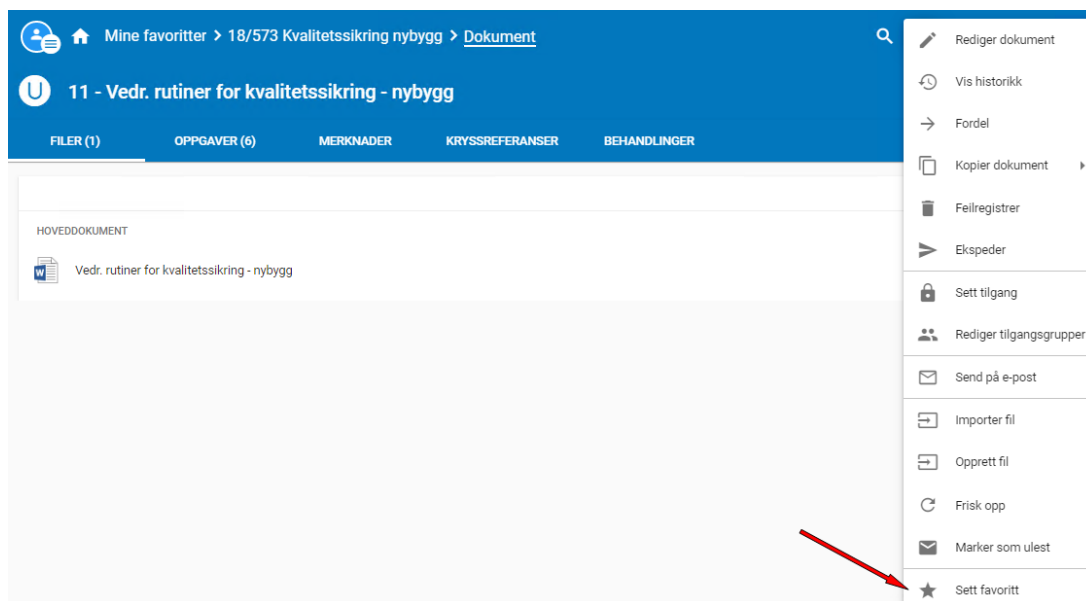 Mine favoritter > 18/573 Kvalitetssikring nybygg > Dokument
U 11 - Vedr. rutiner for kvalitetssikring - nybygg
FILER (1) OPPGAVER (6) MERKNADER KRYSSREFERANSER BEHANDLINGER
HOVEDDOKUMENT
W Vedr. rutiner for kvalitetssikring - nybygg
Rediger dokument
Vis historikk
Fordel
Kopier dokument
Feilregistrer
Ekspeder
Sett tilgang
Rediger tilgangsgrupper
Send på e-post
Importer fil
Opprett fil
Frisk opp
Marker som ulest
Sett favoritt